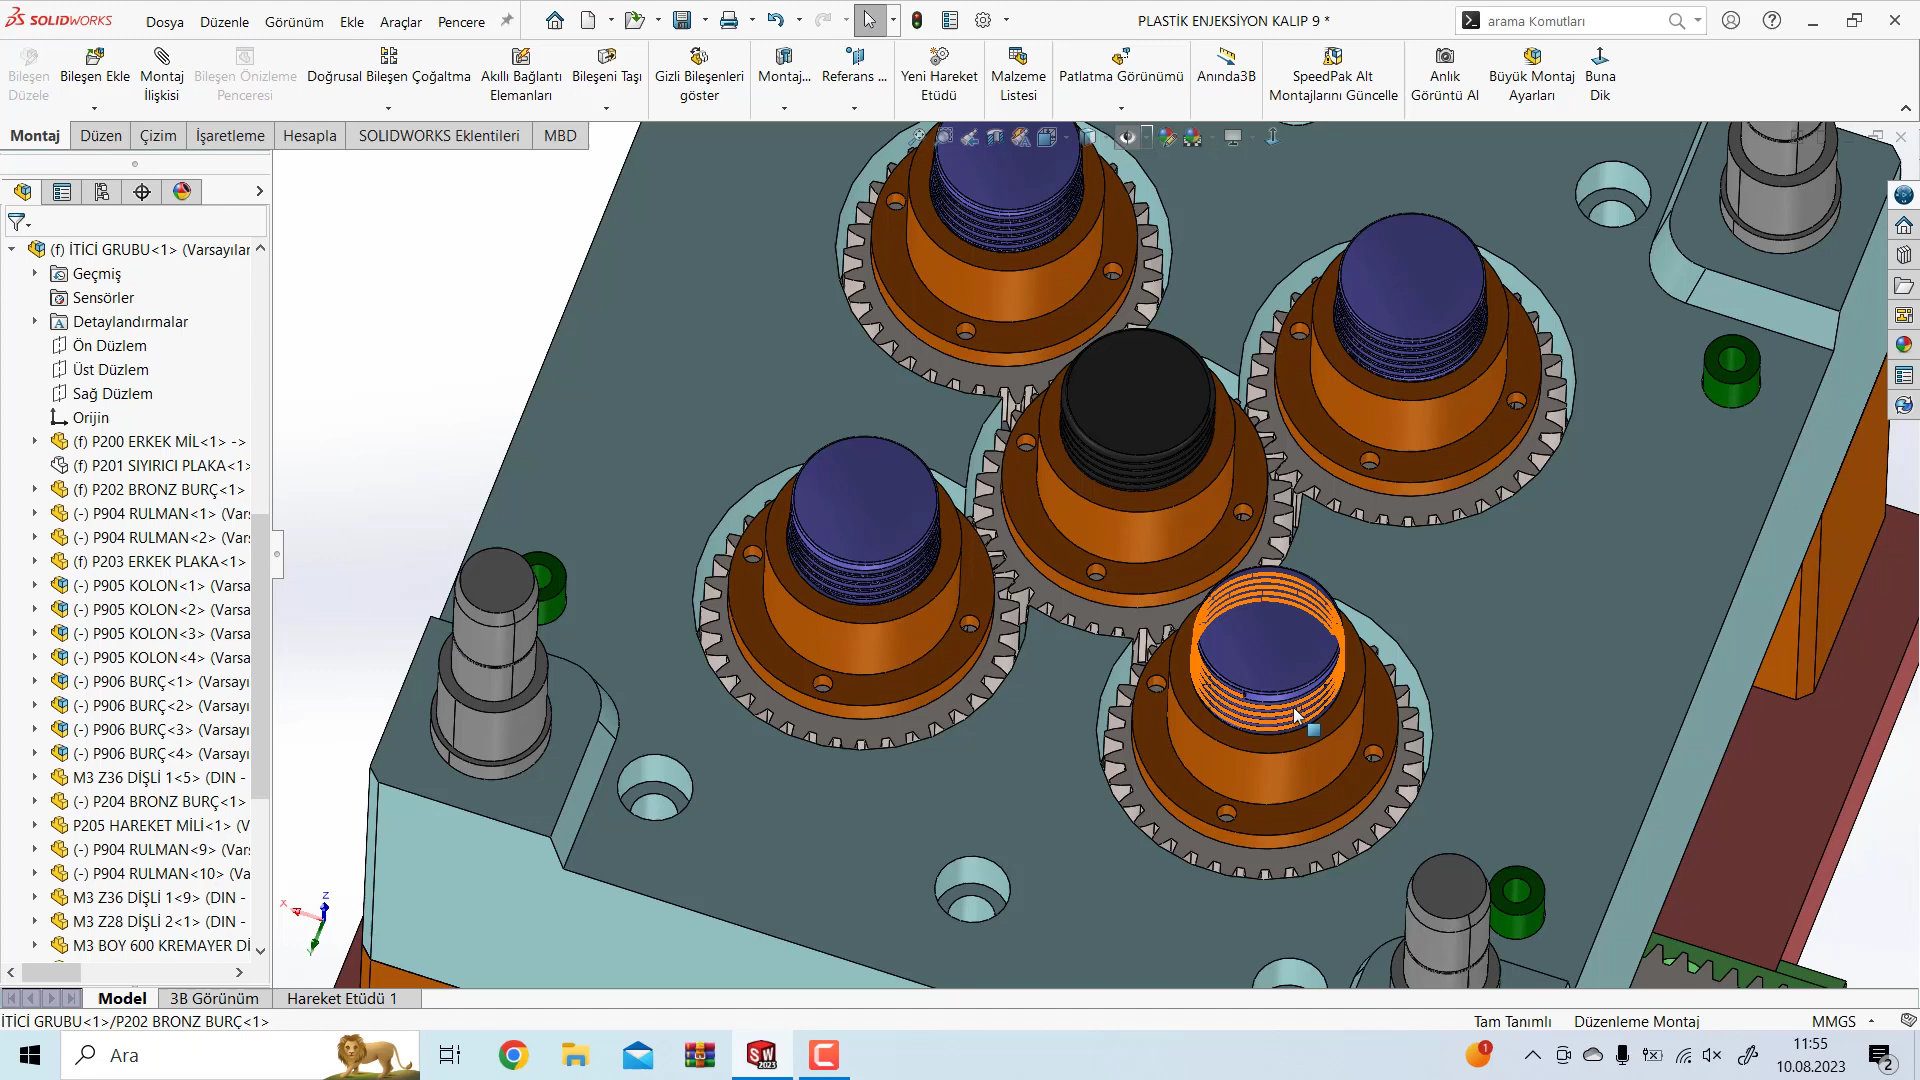 SOLIDWORKS
Dosya Düzenle Görünüm Ekle Araçlar Pencere
PLASTİK ENJEKSİYON KALIP 9 *
arama Komutları
Bileşen Düzele
Bileşen Ekle
Montaj İlişkisi
Bileşen Önizleme Penceresi
Doğrusal Bileşen Çoğaltma
Akıllı Bağlantı Elemanları
Bileşeni Taşı
Gizli Bileşenleri göster
Montaj...
Referans ...
Yeni Hareket Etüdü
Malzeme Listesi
Patlatma Görünümü
Anında3B
SpeedPak Alt Montajlarını Güncelle
Anlık Görüntü Al
Büyük Montaj Ayarları
Buna Dik
Montaj Düzen Çizim İşaretleme Hesapla SOLIDWORKS Eklentileri MBD
(f) İTİCİ GRUBU<1> (Varsayılar
Geçmiş
Sensörler
Detaylandırmalar
Ön Düzlem
Üst Düzlem
Sağ Düzlem
Orijin
(f) P200 ERKEK MİL<1> ->
(f) P201 SIYIRICI PLAKA<1>
(f) P202 BRONZ BURÇ<1>
(-) P904 RULMAN<1> (Var
(-) P904 RULMAN<2> (Var
(f) P203 ERKEK PLAKA<1>
(-) P905 KOLON<1> (Varsa
(-) P905 KOLON<2> (Varsa
(-) P905 KOLON<3> (Varsa
(-) P905 KOLON<4> (Varsa
(-) P906 BURÇ<1> (Varsayı
(-) P906 BURÇ<2> (Varsayı
(-) P906 BURÇ<3> (Varsayı
(-) P906 BURÇ<4> (Varsayı
M3 Z36 DİŞLİ 1<5> (DIN -
(-) P204 BRONZ BURÇ<1>
P205 HAREKET MİLİ<1> (V
(-) P904 RULMAN<9> (Var
(-) P904 RULMAN<10> (Va
M3 Z36 DİŞLİ 1<9> (DIN -
M3 Z28 DİŞLİ 2<1> (DIN -
M3 BOY 600 KREMAYER Dİ
X Z Y
Model 3B Görünüm Hareket Etüdü 1
İTİCİ GRUBU<1>/P202 BRONZ BURÇ<1>
Tam Tanımlı Düzenleme Montaj MMGS
Ara
SW 2023
1
11:55
10.08.2023
2